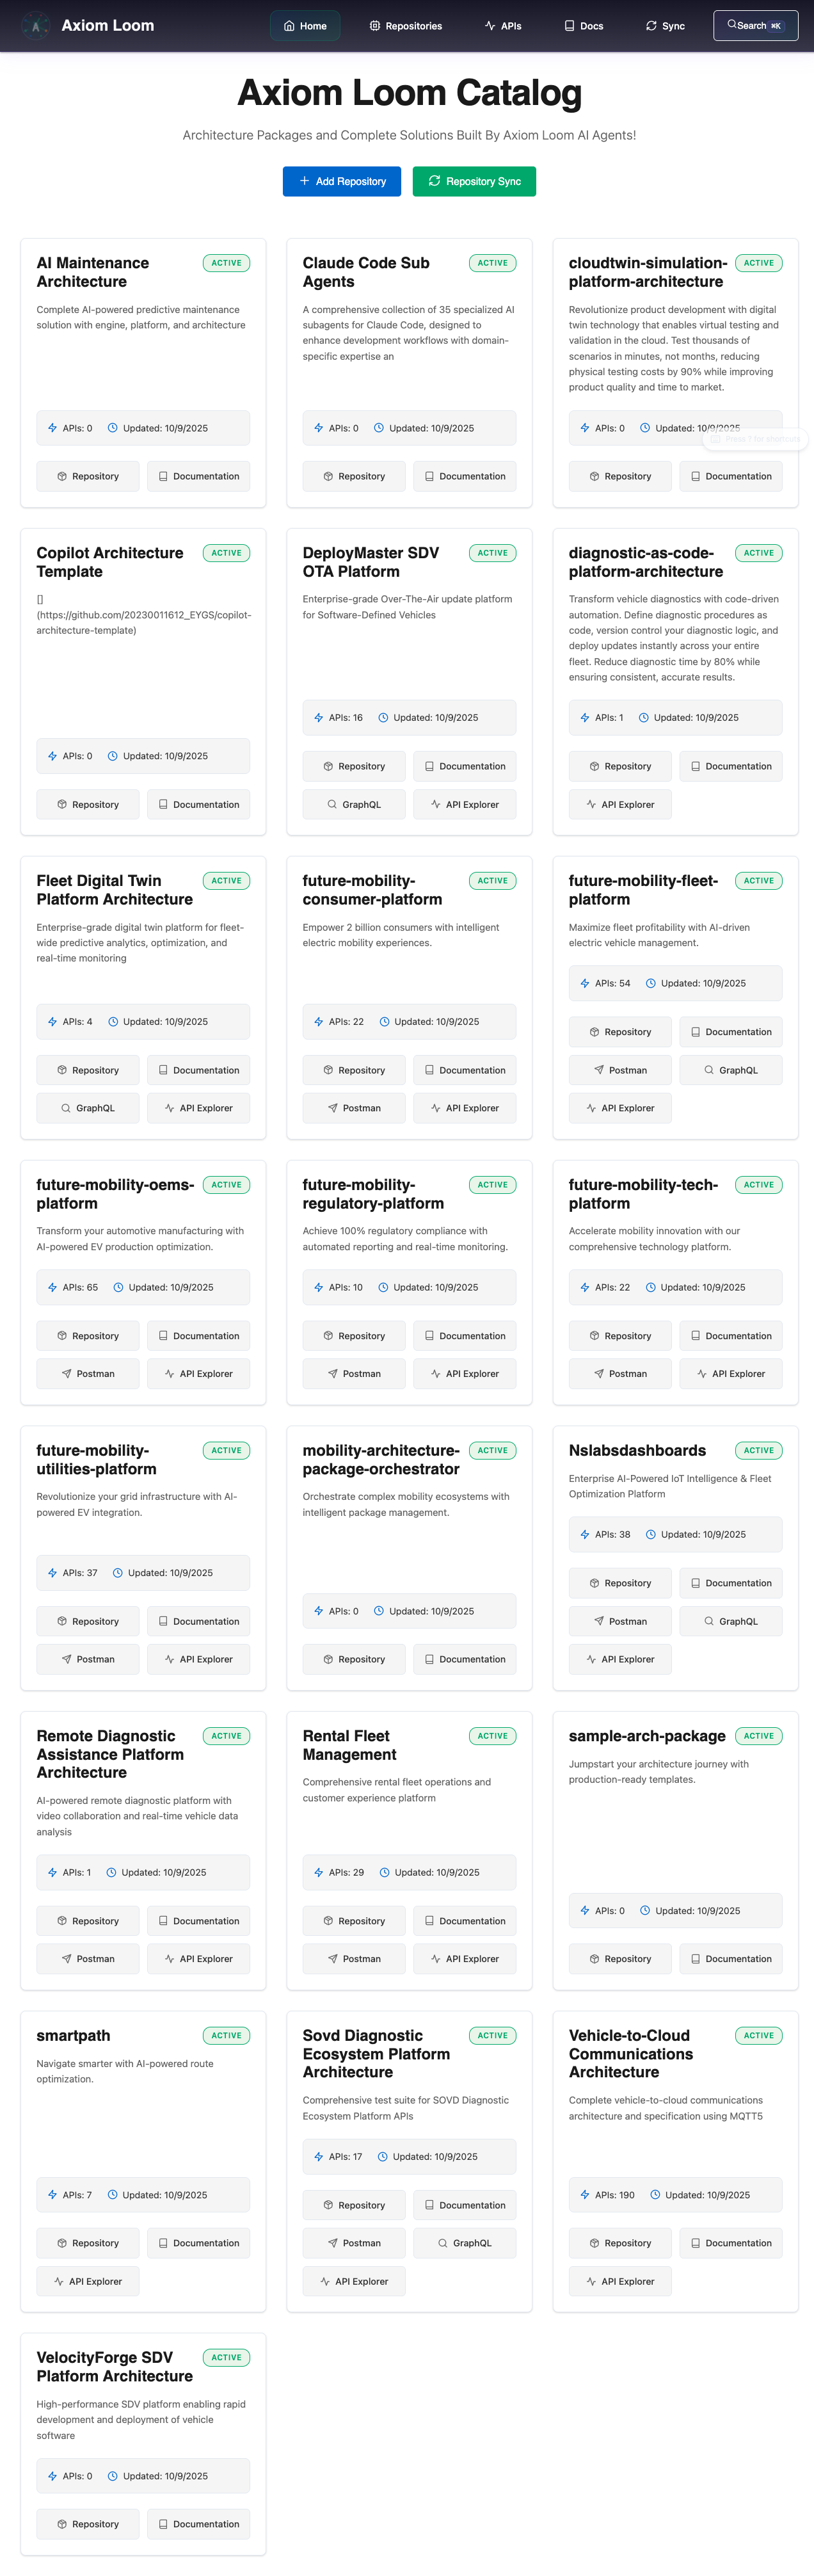 Axiom Loom
Home
Repositories
APIs
Docs
Sync
Search ⌘K
Axiom Loom Catalog
Architecture Packages and Complete Solutions Built By Axiom Loom AI Agents!
Add Repository
Repository Sync
AI Maintenance
Architecture
ACTIVE
Complete AI-powered predictive maintenance
solution with engine, platform, and architecture
APIs: 0
Updated: 10/9/2025
Repository
Documentation
Claude Code Sub
Agents
ACTIVE
A comprehensive collection of 35 specialized AI
subagents for Claude Code, designed to
enhance development workflows with domain-
specific expertise an
APIs: 0
Updated: 10/9/2025
Repository
Documentation
cloudtwin-simulation-
platform-architecture
ACTIVE
Revolutionize product development with digital
twin technology that enables virtual testing and
validation in the cloud. Test thousands of
scenarios in minutes, not months, reducing
physical testing costs by 90% while improving
product quality and time to market.
APIs: 0
Updated: 10/9/2025
Press ? for shortcuts
Repository
Documentation
Copilot Architecture
Template
ACTIVE
[]
(https://github.com/20230011612_EYGS/copilot-
architecture-template)
APIs: 0
Updated: 10/9/2025
Repository
Documentation
DeployMaster SDV
OTA Platform
ACTIVE
Enterprise-grade Over-The-Air update platform
for Software-Defined Vehicles
APIs: 16
Updated: 10/9/2025
Repository
Documentation
GraphQL
API Explorer
diagnostic-as-code-
platform-architecture
ACTIVE
Transform vehicle diagnostics with code-driven
automation. Define diagnostic procedures as
code, version control your diagnostic logic, and
deploy updates instantly across your entire
fleet. Reduce diagnostic time by 80% while
ensuring consistent, accurate results.
APIs: 1
Updated: 10/9/2025
Repository
Documentation
API Explorer
Fleet Digital Twin
Platform Architecture
ACTIVE
Enterprise-grade digital twin platform for fleet-
wide predictive analytics, optimization, and
real-time monitoring
APIs: 4
Updated: 10/9/2025
Repository
Documentation
GraphQL
API Explorer
future-mobility-
consumer-platform
ACTIVE
Empower 2 billion consumers with intelligent
electric mobility experiences.
APIs: 22
Updated: 10/9/2025
Repository
Documentation
Postman
API Explorer
future-mobility-fleet-
platform
ACTIVE
Maximize fleet profitability with AI-driven
electric vehicle management.
APIs: 54
Updated: 10/9/2025
Repository
Documentation
Postman
GraphQL
API Explorer
future-mobility-oems-
platform
ACTIVE
Transform your automotive manufacturing with
AI-powered EV production optimization.
APIs: 65
Updated: 10/9/2025
Repository
Documentation
Postman
API Explorer
future-mobility-
regulatory-platform
ACTIVE
Achieve 100% regulatory compliance with
automated reporting and real-time monitoring.
APIs: 10
Updated: 10/9/2025
Repository
Documentation
Postman
API Explorer
future-mobility-tech-
platform
ACTIVE
Accelerate mobility innovation with our
comprehensive technology platform.
APIs: 22
Updated: 10/9/2025
Repository
Documentation
Postman
API Explorer
future-mobility-
utilities-platform
ACTIVE
Revolutionize your grid infrastructure with AI-
powered EV integration.
APIs: 37
Updated: 10/9/2025
Repository
Documentation
Postman
API Explorer
mobility-architecture-
package-orchestrator
ACTIVE
Orchestrate complex mobility ecosystems with
intelligent package management.
APIs: 0
Updated: 10/9/2025
Repository
Documentation
Nslabsdashboards
ACTIVE
Enterprise AI-Powered IoT Intelligence & Fleet
Optimization Platform
APIs: 38
Updated: 10/9/2025
Repository
Documentation
Postman
GraphQL
API Explorer
Remote Diagnostic
Assistance Platform
Architecture
ACTIVE
AI-powered remote diagnostic platform with
video collaboration and real-time vehicle data
analysis
APIs: 1
Updated: 10/9/2025
Repository
Documentation
Postman
API Explorer
Rental Fleet
Management
ACTIVE
Comprehensive rental fleet operations and
customer experience platform
APIs: 29
Updated: 10/9/2025
Repository
Documentation
Postman
API Explorer
sample-arch-package
ACTIVE
Jumpstart your architecture journey with
production-ready templates.
APIs: 0
Updated: 10/9/2025
Repository
Documentation
smartpath
ACTIVE
Navigate smarter with AI-powered route
optimization.
APIs: 7
Updated: 10/9/2025
Repository
Documentation
API Explorer
Sovd Diagnostic
Ecosystem Platform
Architecture
ACTIVE
Comprehensive test suite for SOVD Diagnostic
Ecosystem Platform APIs
APIs: 17
Updated: 10/9/2025
Repository
Documentation
Postman
GraphQL
API Explorer
Vehicle-to-Cloud
Communications
Architecture
ACTIVE
Complete vehicle-to-cloud communications
architecture and specification using MQTT5
APIs: 190
Updated: 10/9/2025
Repository
Documentation
API Explorer
VelocityForge SDV
Platform Architecture
ACTIVE
High-performance SDV platform enabling rapid
development and deployment of vehicle
software
APIs: 0
Updated: 10/9/2025
Repository
Documentation